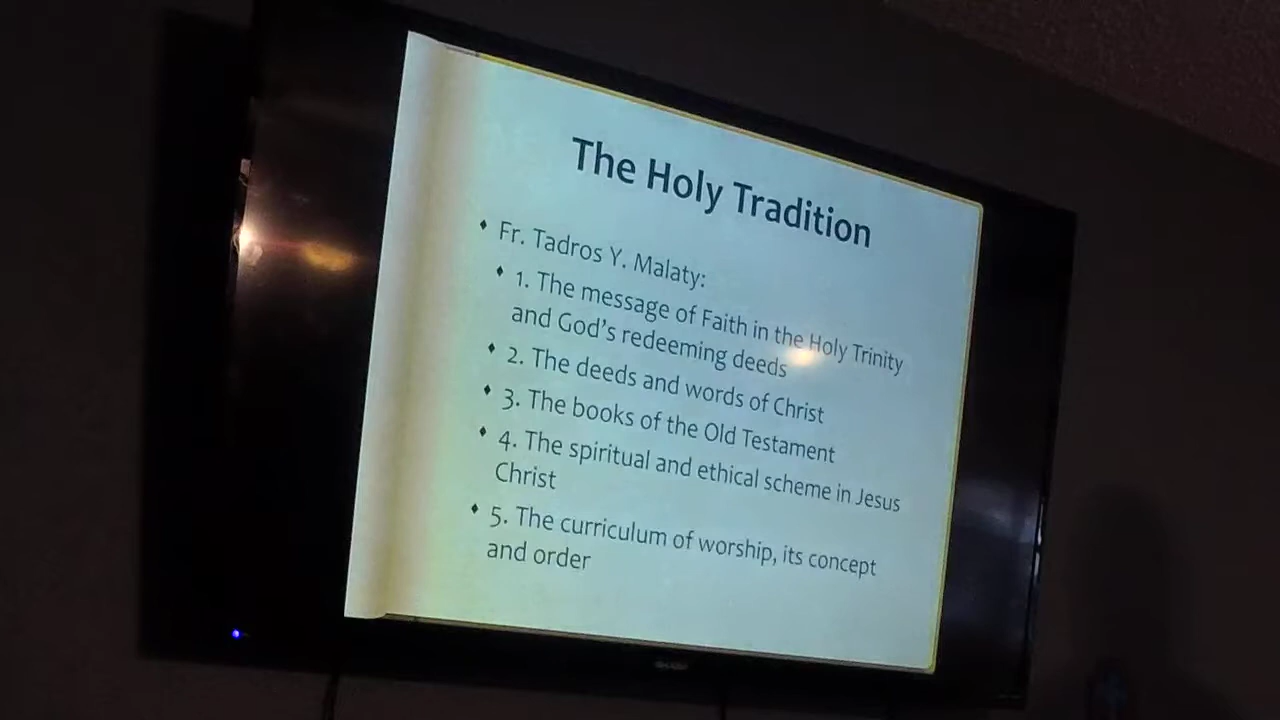 The Holy Tradition
Fr. Tadros Y. Malaty:
1. The message of Faith in the Holy Trinity
and God's redeeming deeds
2. The deeds and words of Christ
3. The books of the Old Testament
4. The spiritual and ethical scheme in Jesus
Christ
5. The curriculum of worship, its concept
and order